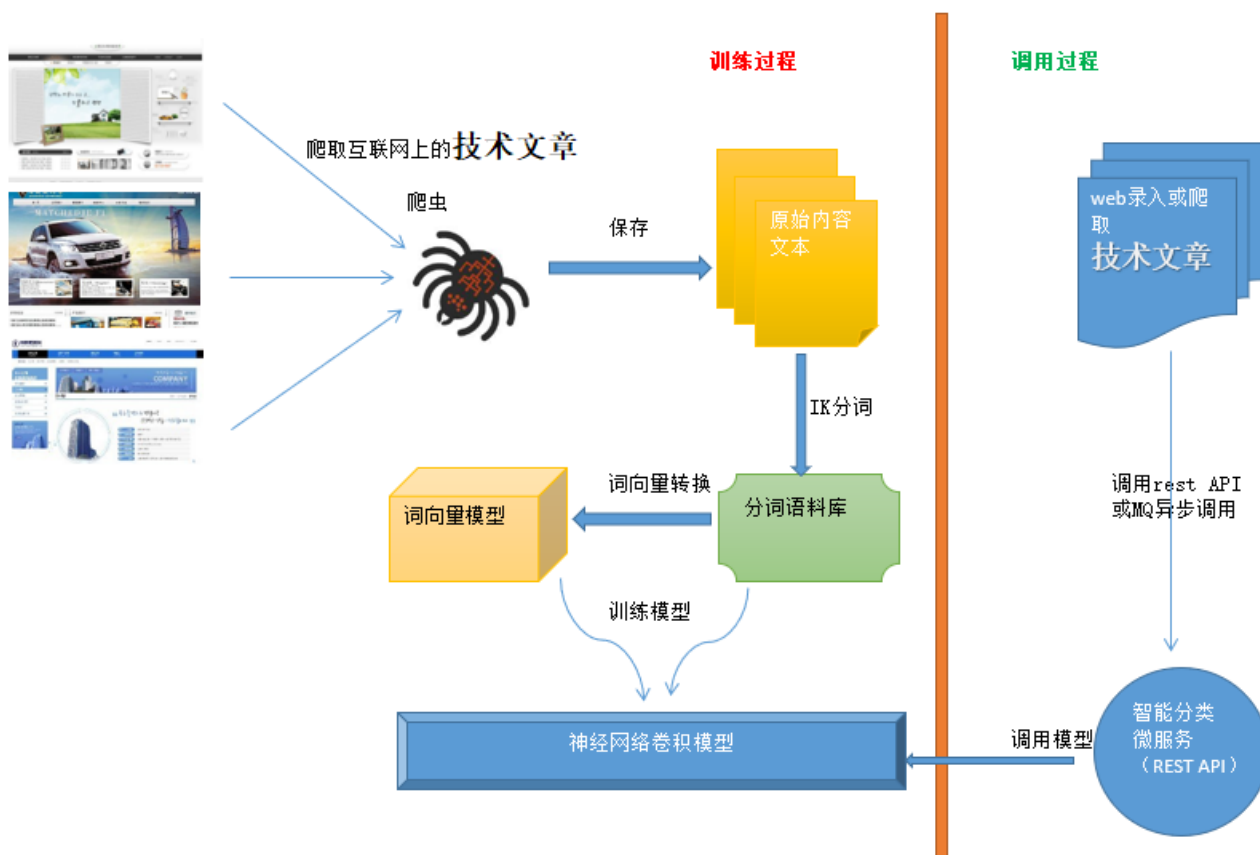 训练过程
调用过程
爬取互联网上的技术文章
爬虫
保存
原始内容
文本
web录入或爬
取
技术文章
IK分词
词向量模型
词向量转换
分词语料库
调用rest API
或MQ异步调用
训练模型
神经网络卷积模型
调用模型
智能分类
微服务
（REST API）
COMPANY